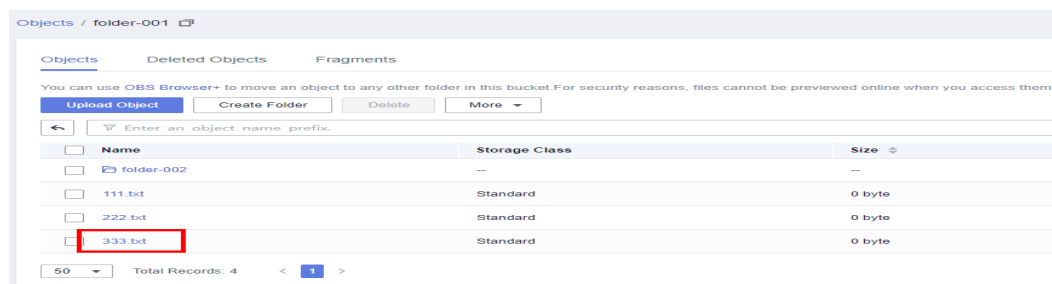 Objects / folder-001
Objects Deleted Objects Fragments
You can use OBS Browser+ to move an object to any other folder in this bucket.For security reasons, files cannot be previewed online when you access them
Upload Object Create Folder Delete More
Enter an object name prefix.
Name Storage Class Size
folder-002 -- --
111.txt Standard 0 byte
222.txt Standard 0 byte
333.txt Standard 0 byte
50 Total Records: 4 < 1 >